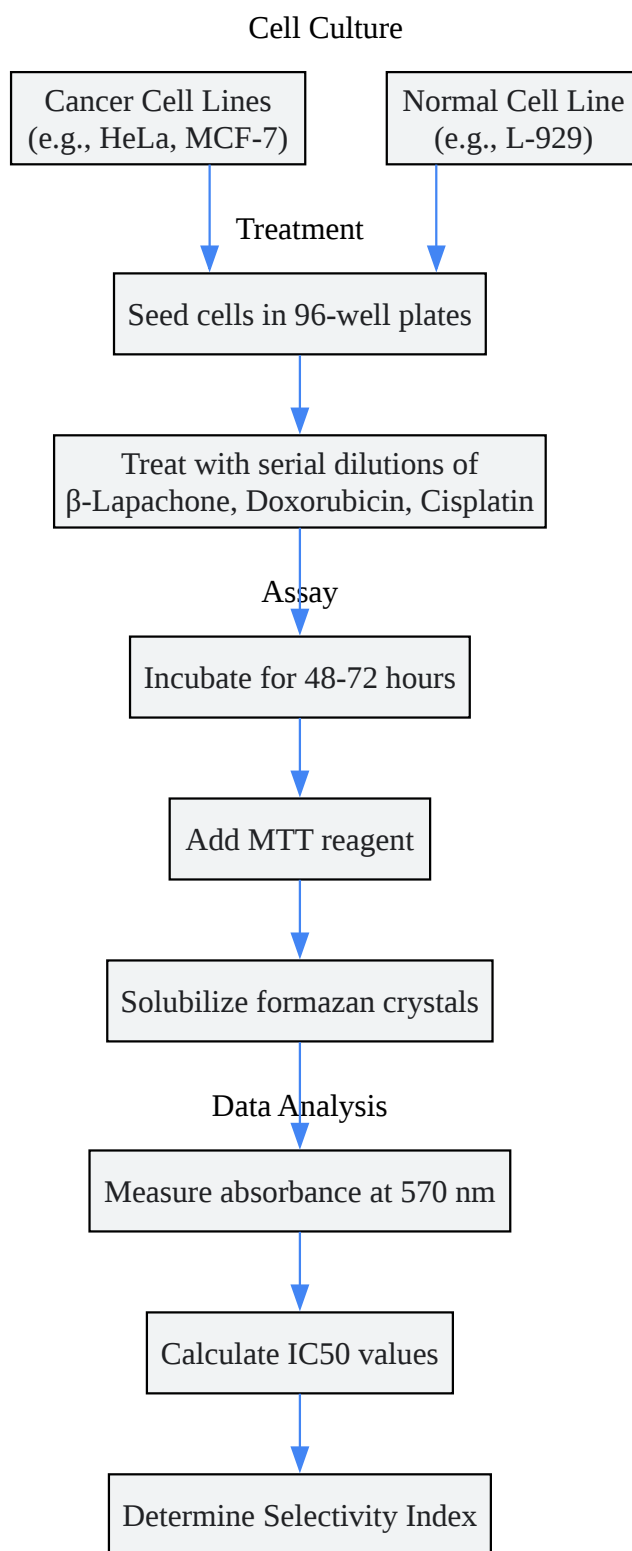 Cell Culture
Cancer Cell Lines
(e.g., HeLa, MCF-7)
Normal Cell Line
(e.g., L-929)
Treatment
Seed cells in 96-well plates
Treat with serial dilutions of
β-Lapachone, Doxorubicin, Cisplatin
Assay
Incubate for 48-72 hours
Add MTT reagent
Solubilize formazan crystals
Data Analysis
Measure absorbance at 570 nm
Calculate IC50 values
Determine Selectivity Index